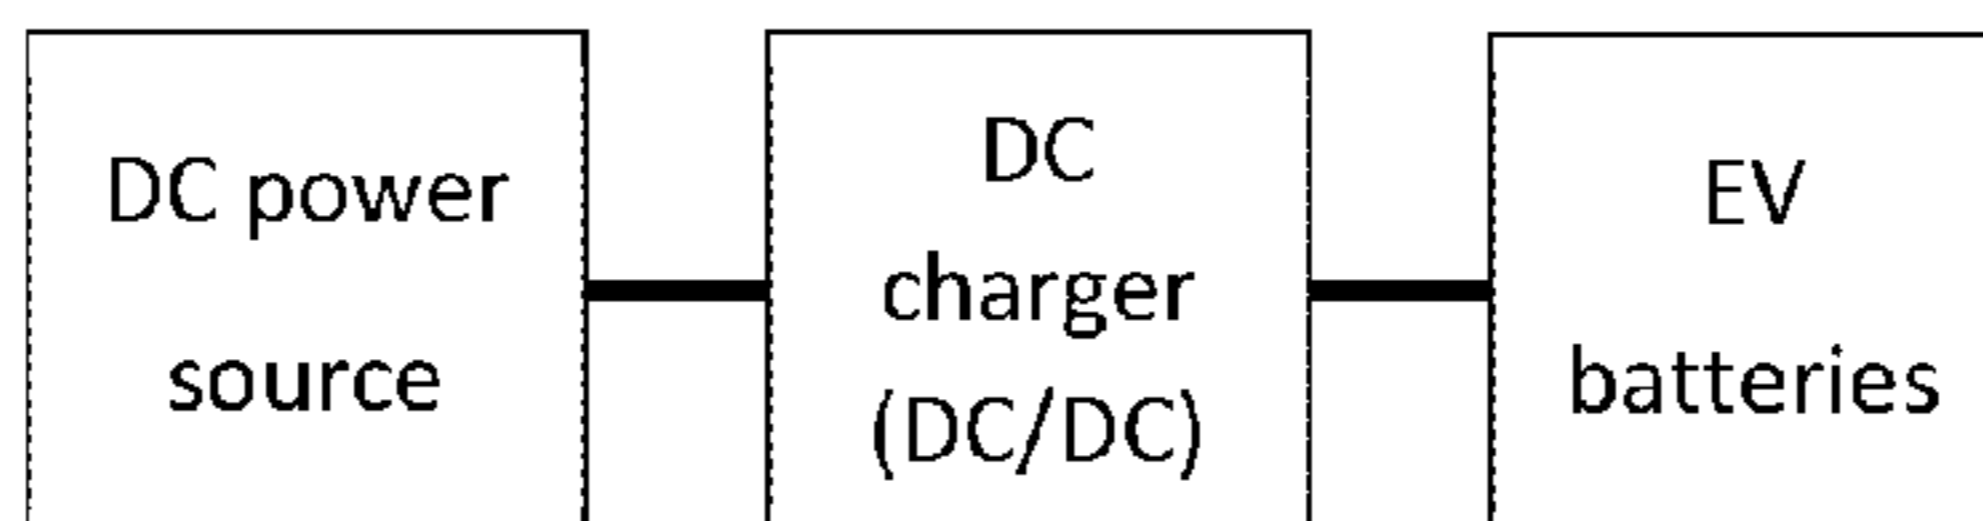 DC power
source
DC
charger
(DC/DC)
EV
batteries